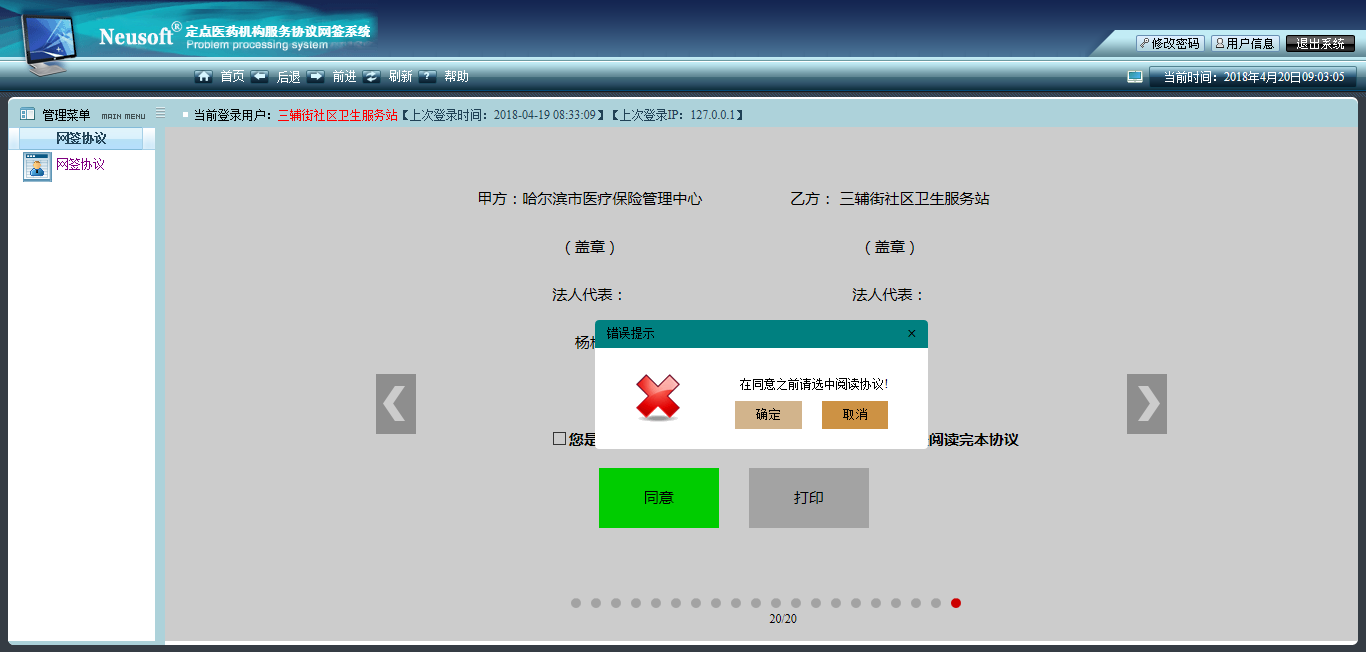 Neusoft® 定点医药机构服务协议网签系统
Problem processing system
修改密码 用户信息 退出系统
首页 后退 前进 刷新 ? 帮助
当前时间：2018年4月20日09:03:05
管理菜单 MAIN MENU
当前登录用户：三辅街社区卫生服务站【上次登录时间：2018-04-19 08:33:09】【上次登录IP：127.0.0.1】
网签协议
网签协议
甲方：哈尔滨市医疗保险管理中心 乙方： 三辅街社区卫生服务站
（盖章） （盖章）
法人代表： 法人代表：
杨
错误提示 ×
在同意之前请选中阅读协议!
确定 取消
您是 阅读完本协议
同意 打印
20/20